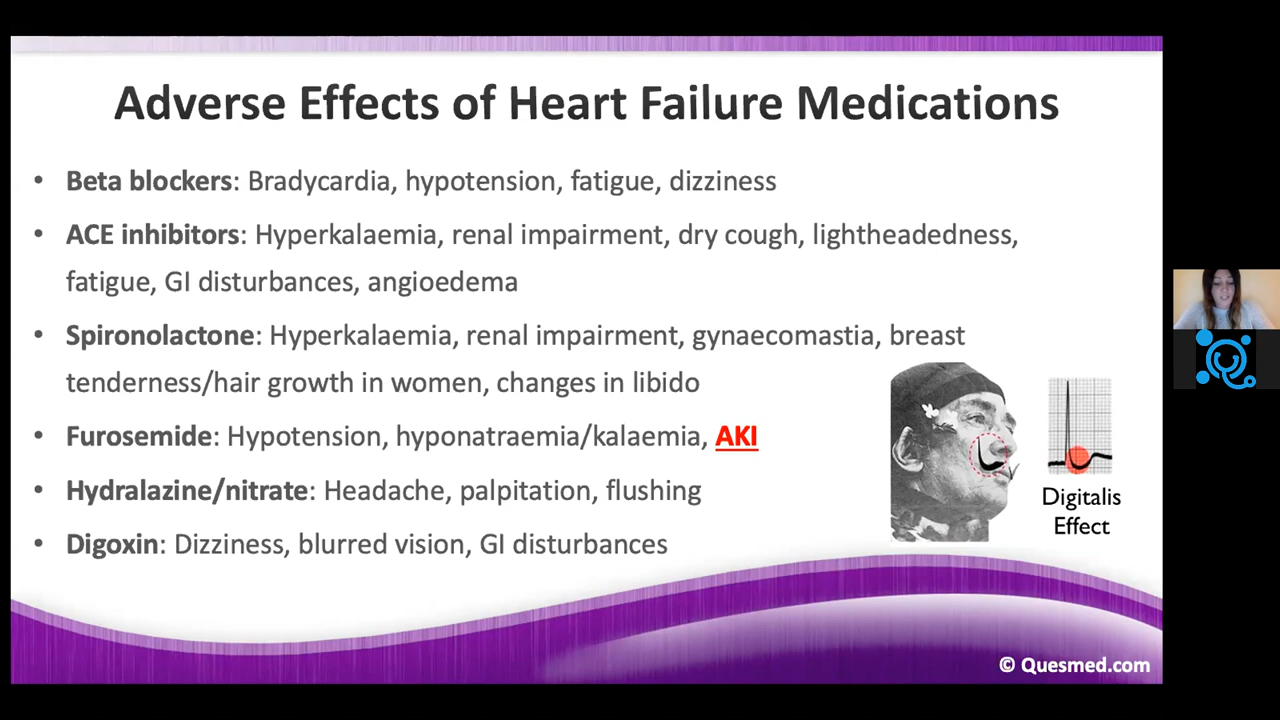 Adverse Effects of Heart Failure Medications
• Beta blockers: Bradycardia, hypotension, fatigue, dizziness
• ACE inhibitors: Hyperkalaemia, renal impairment, dry cough, lightheadedness,
fatigue, GI disturbances, angioedema
• Spironolactone: Hyperkalaemia, renal impairment, gynaecomastia, breast
tenderness/hair growth in women, changes in libido
• Furosemide: Hypotension, hyponatraemia/kalaemia, AKI
• Hydralazine/nitrate: Headache, palpitation, flushing
• Digoxin: Dizziness, blurred vision, GI disturbances
Digitalis
Effect
© Quesmed.com